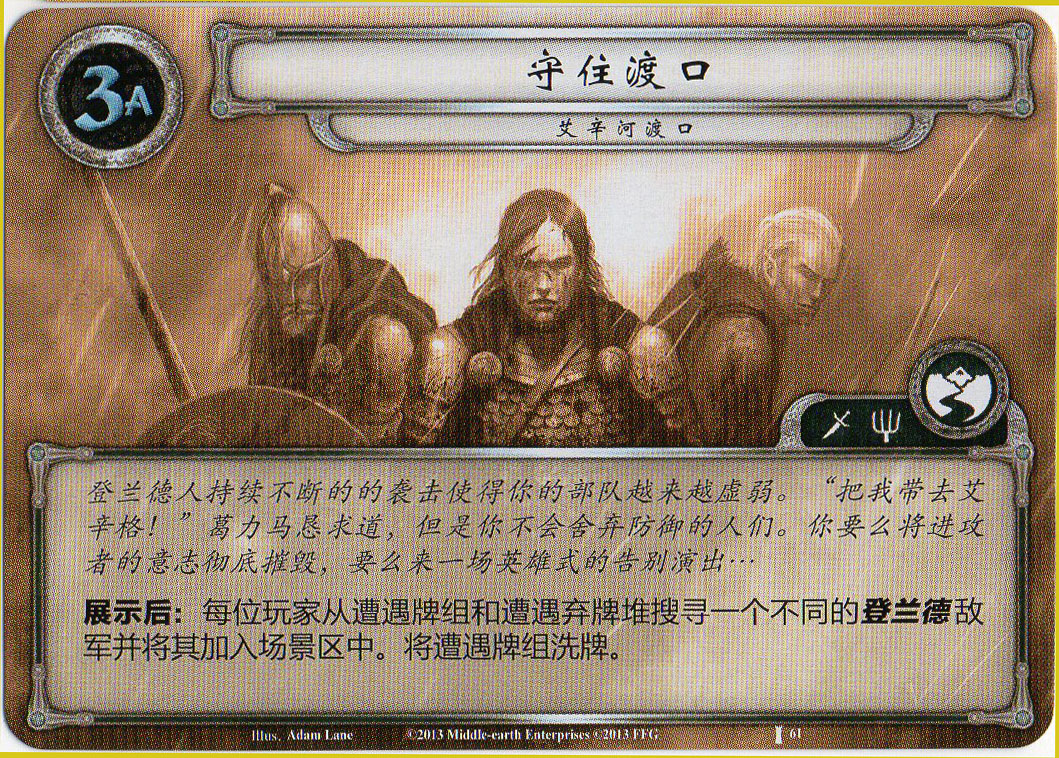 3A
守住渡口
艾辛河渡口
登兰德人持续不断的的袭击使得你的部队越来越虚弱。“把我带去艾
辛格！”葛力马恳求道，但是你不会舍弃防御的人们。你要么将进攻
者的意志彻底摧毁，要么来一场英雄式的告别演出…
展示后：每位玩家从遭遇牌组和遭遇弃牌堆搜寻一个不同的登兰德敌
军并将其加入场景区中。将遭遇牌组洗牌。
Illus. Adam Lane ©2013 Middle-earth Enterprises ©2013 FFG 61